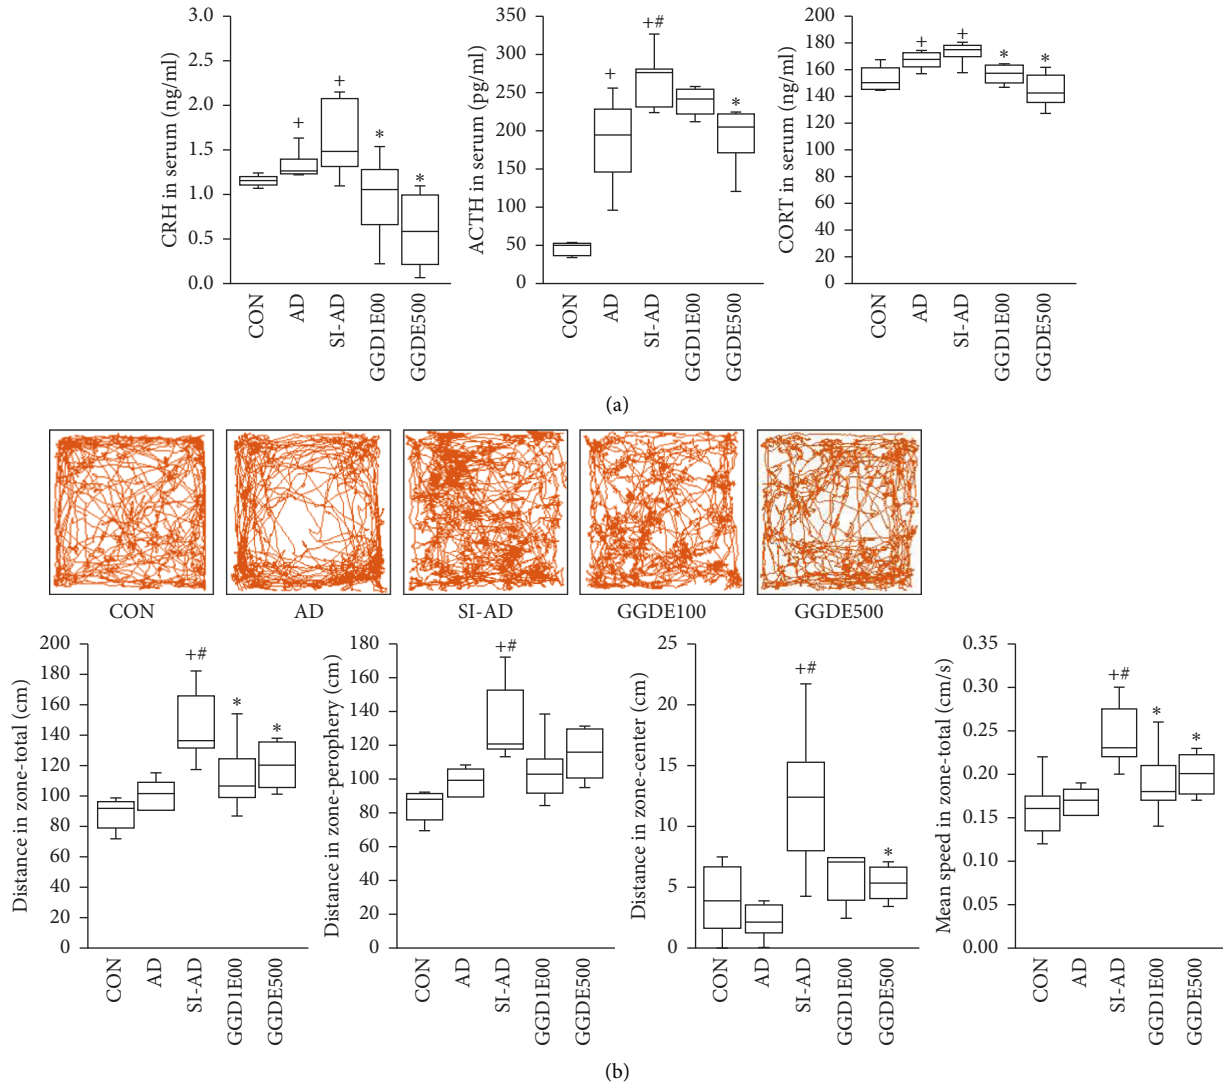 CRH in serum (ng/ml)
3.0
2.5
2.0
1.5
1.0
0.5
0.0
+
+
*
*
CON
AD
SI-AD
GGD1E00
GGDE500
ACTH in serum (pg/ml)
350
300
250
200
150
100
50
0
+
+#
*
CON
AD
SI-AD
GGD1E00
GGDE500
CORT in serum (ng/ml)
200
180
160
140
120
100
80
60
40
20
0
+
+
*
*
CON
AD
SI-AD
GGD1E00
GGDE500
(a)
CON
AD
SI-AD
GGDE100
GGDE500
Distance in zone-total (cm)
200
180
160
140
120
100
80
60
40
20
0
+#
*
*
CON
AD
SI-AD
GGD1E00
GGDE500
Distance in zone-perophery (cm)
180
160
140
120
100
80
60
40
20
0
+#
CON
AD
SI-AD
GGD1E00
GGDE500
Distance in zone-center (cm)
25
20
15
10
5
0
+#
*
CON
AD
SI-AD
GGD1E00
GGDE500
Mean speed in zone-total (cm/s)
0.35
0.30
0.25
0.20
0.15
0.10
0.05
0.00
+#
*
*
CON
AD
SI-AD
GGD1E00
GGDE500
(b)